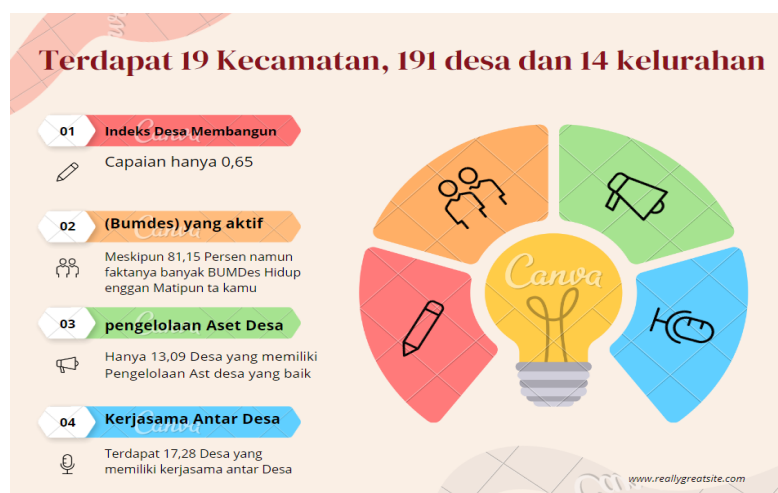 Terdapat 19 Kecamatan, 191 desa dan 14 kelurahan
01
Indeks Desa Membangun
Capaian hanya 0,65
02
(Bumdes) yang aktif
Meskipun 81,15 Persen namun
faktanya banyak BUMDes Hidup
enggan Matipun ta kamu
03
pengelolaan Aset Desa
Hanya 13,09 Desa yang memiliki
Pengelolaan Ast desa yang baik
04
Kerjasama Antar Desa
Terdapat 17,28 Desa yang
memiliki kerjasama antar Desa
Canva
www.reallygreatsite.com